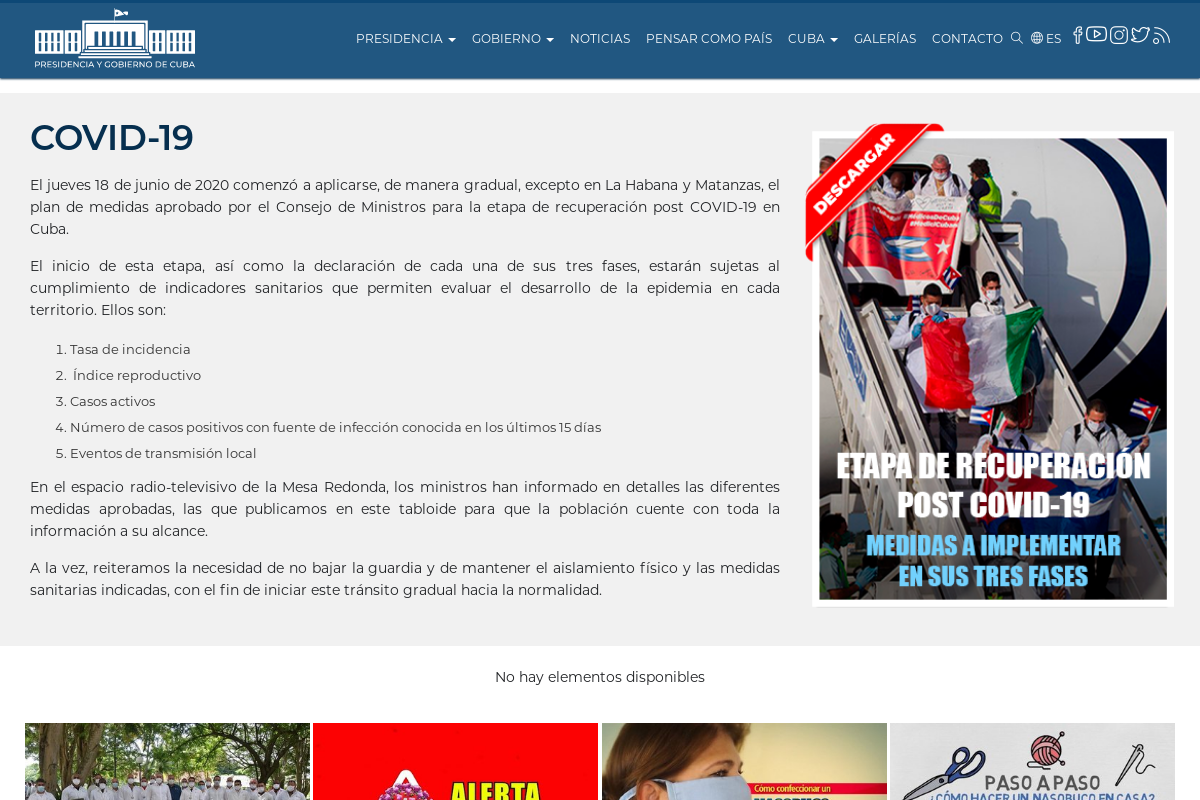 PRESIDENCIA Y GOBIERNO DE CUBA
PRESIDENCIA GOBIERNO NOTICIAS PENSAR COMO PAÍS CUBA GALERÍAS CONTACTO ES
COVID-19
El jueves 18 de junio de 2020 comenzó a aplicarse, de manera gradual, excepto en La Habana y Matanzas, el
plan de medidas aprobado por el Consejo de Ministros para la etapa de recuperación post COVID-19 en
Cuba.
El inicio de esta etapa, así como la declaración de cada una de sus tres fases, estarán sujetas al
cumplimiento de indicadores sanitarios que permiten evaluar el desarrollo de la epidemia en cada
territorio. Ellos son:
1. Tasa de incidencia
2. Índice reproductivo
3. Casos activos
4. Número de casos positivos con fuente de infección conocida en los últimos 15 días
5. Eventos de transmisión local
En el espacio radio-televisivo de la Mesa Redonda, los ministros han informado en detalles las diferentes
medidas aprobadas, las que publicamos en este tabloide para que la población cuente con toda la
información a su alcance.
A la vez, reiteramos la necesidad de no bajar la guardia y de mantener el aislamiento físico y las medidas
sanitarias indicadas, con el fin de iniciar este tránsito gradual hacia la normalidad.
DESCARGAR
ETAPA DE RECUPERACIÓN
POST COVID-19
MEDIDAS A IMPLEMENTAR
EN SUS TRES FASES
No hay elementos disponibles
ALERTA
Cómo confeccionar un
NASOBUCO
PASO A PASO
¿CÓMO HACER UN NASOBUCO EN CASA?